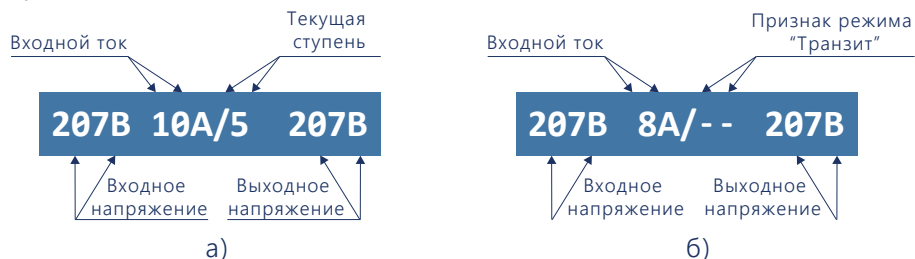 Входной ток
Текущая
ступень
207В 10А/5 207В
Входное
напряжение
Выходное
напряжение
а)
Входной ток
Признак режима
“Транзит”
207В 8А/-- 207В
Входное
напряжение
Выходное
напряжение
б)